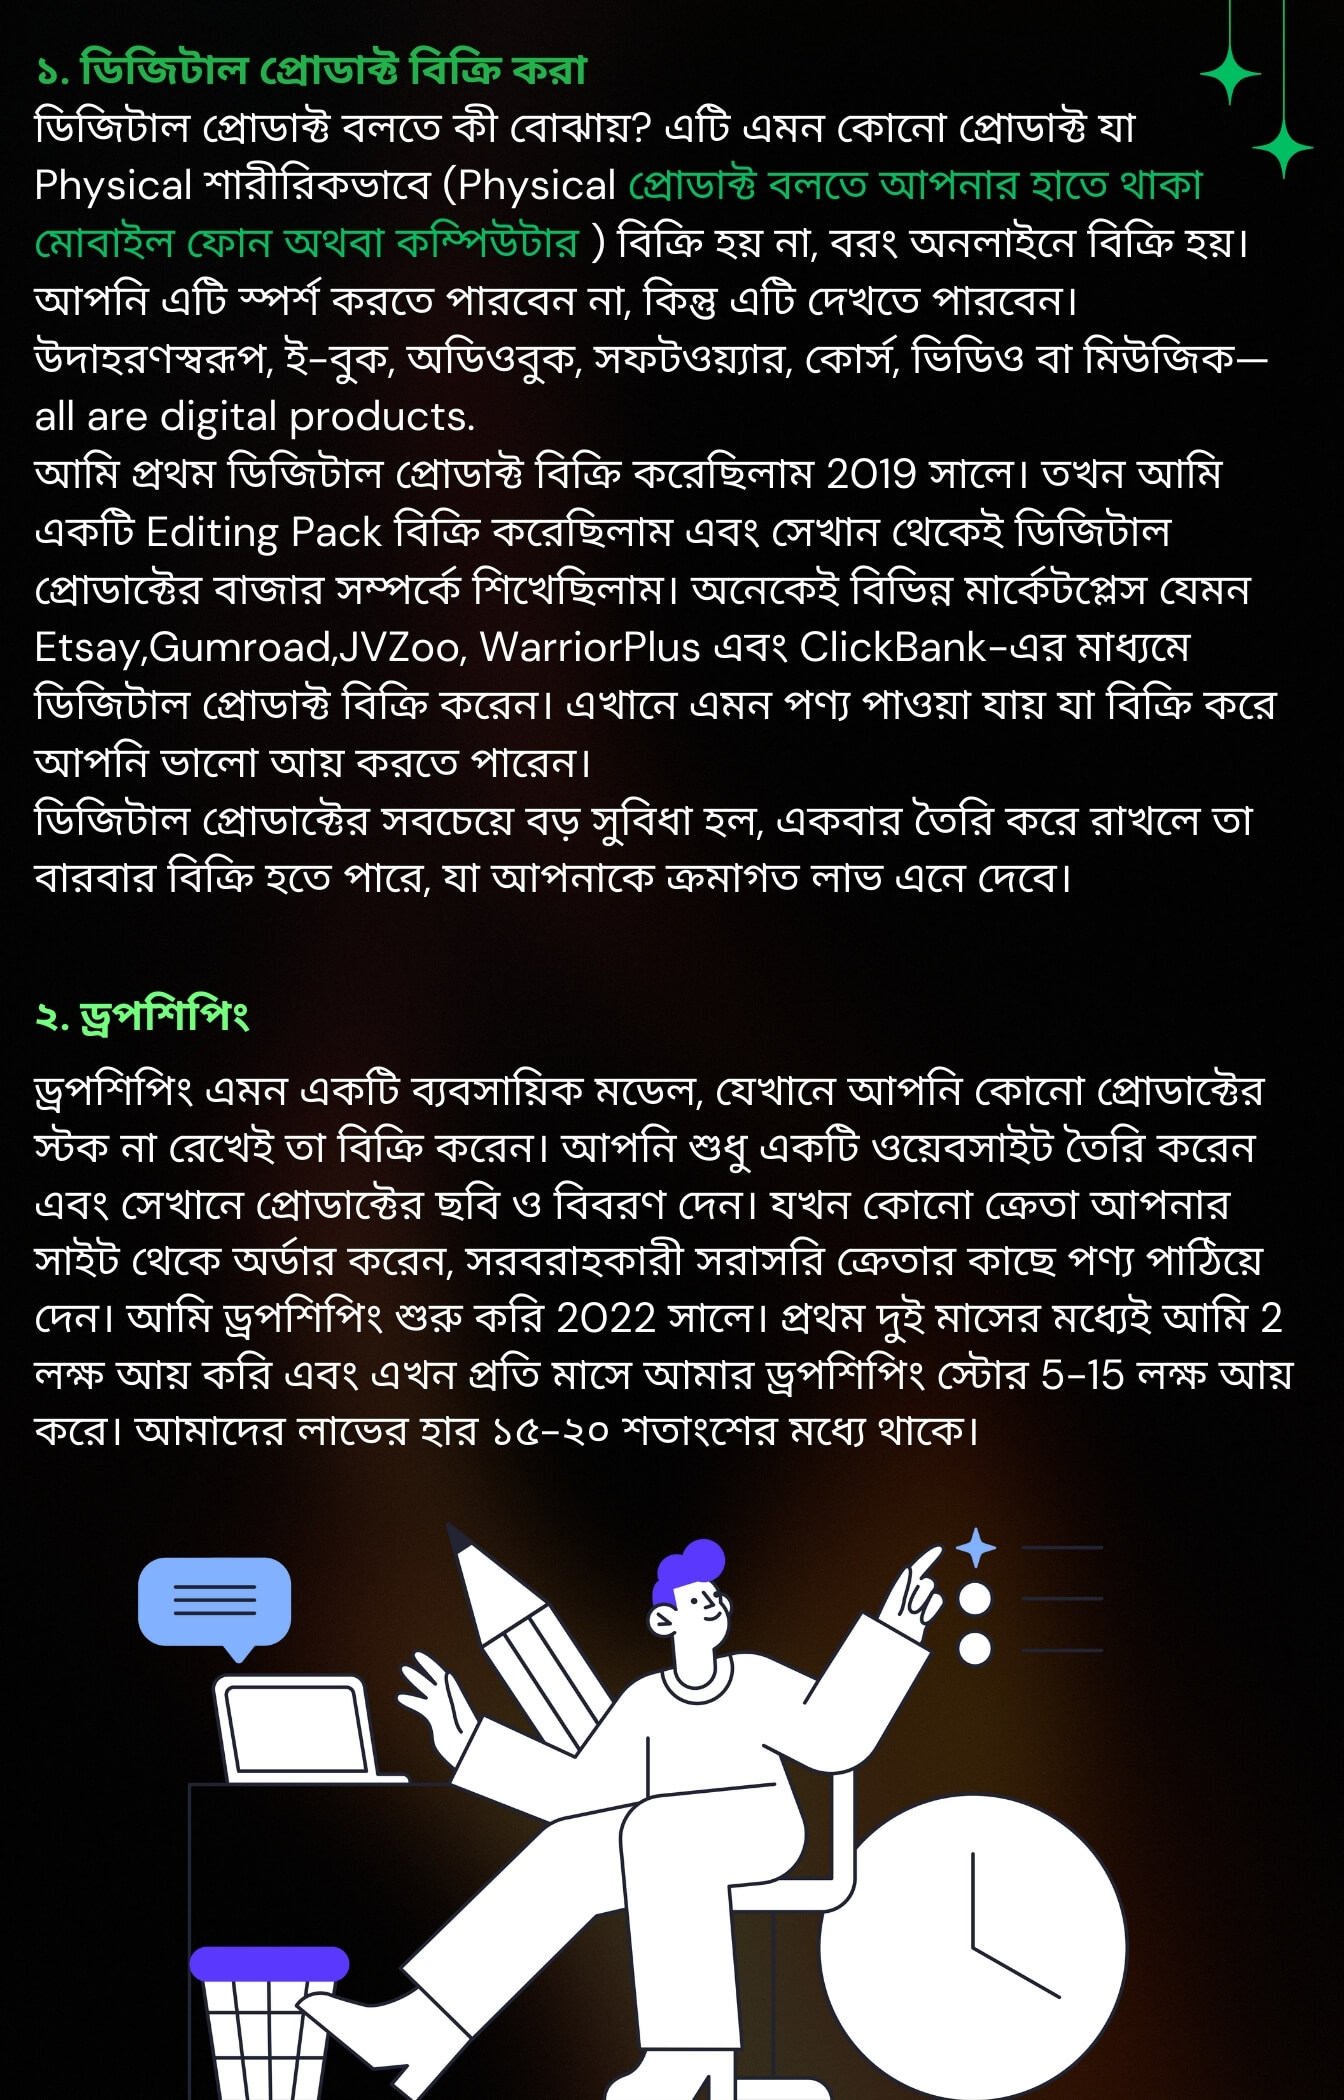 ১. ডিজিটাল প্রোডাক্ট বিক্রি করা
ডিজিটাল প্রোডাক্ট বলতে কী বোঝায়? এটি এমন কোনো প্রোডাক্ট যা
Physical শারীরিকভাবে (Physical প্রোডাক্ট বলতে আপনার হাতে থাকা
মোবাইল ফোন অথবা কম্পিউটার ) বিক্রি হয় না, বরং অনলাইনে বিক্রি হয়।
আপনি এটি স্পর্শ করতে পারবেন না, কিন্তু এটি দেখতে পারবেন।
উদাহরণস্বরূপ, ই-বুক, অডিওবুক, সফটওয়্যার, কোর্স, ভিডিও বা মিউজিক—
all are digital products.
আমি প্রথম ডিজিটাল প্রোডাক্ট বিক্রি করেছিলাম 2019 সালে। তখন আমি
একটি Editing Pack বিক্রি করেছিলাম এবং সেখান থেকেই ডিজিটাল
প্রোডাক্টের বাজার সম্পর্কে শিখেছিলাম। অনেকেই বিভিন্ন মার্কেটপ্লেস যেমন
Etsay,Gumroad,JVZoo, WarriorPlus এবং ClickBank-এর মাধ্যমে
ডিজিটাল প্রোডাক্ট বিক্রি করেন। এখানে এমন পণ্য পাওয়া যায় যা বিক্রি করে
আপনি ভালো আয় করতে পারেন।
ডিজিটাল প্রোডাক্টের সবচেয়ে বড় সুবিধা হল, একবার তৈরি করে রাখলে তা
বারবার বিক্রি হতে পারে, যা আপনাকে ক্রমাগত লাভ এনে দেবে।
২. ড্রপশিপিং
ড্রপশিপিং এমন একটি ব্যবসায়িক মডেল, যেখানে আপনি কোনো প্রোডাক্টের
স্টক না রেখেই তা বিক্রি করেন। আপনি শুধু একটি ওয়েবসাইট তৈরি করেন
এবং সেখানে প্রোডাক্টের ছবি ও বিবরণ দেন। যখন কোনো ক্রেতা আপনার
সাইট থেকে অর্ডার করেন, সরবরাহকারী সরাসরি ক্রেতার কাছে পণ্য পাঠিয়ে
দেন। আমি ড্রপশিপিং শুরু করি 2022 সালে। প্রথম দুই মাসের মধ্যেই আমি 2
লক্ষ আয় করি এবং এখন প্রতি মাসে আমার ড্রপশিপিং স্টোর 5-15 লক্ষ আয়
করে। আমাদের লাভের হার ১৫-২০ শতাংশের মধ্যে থাকে।